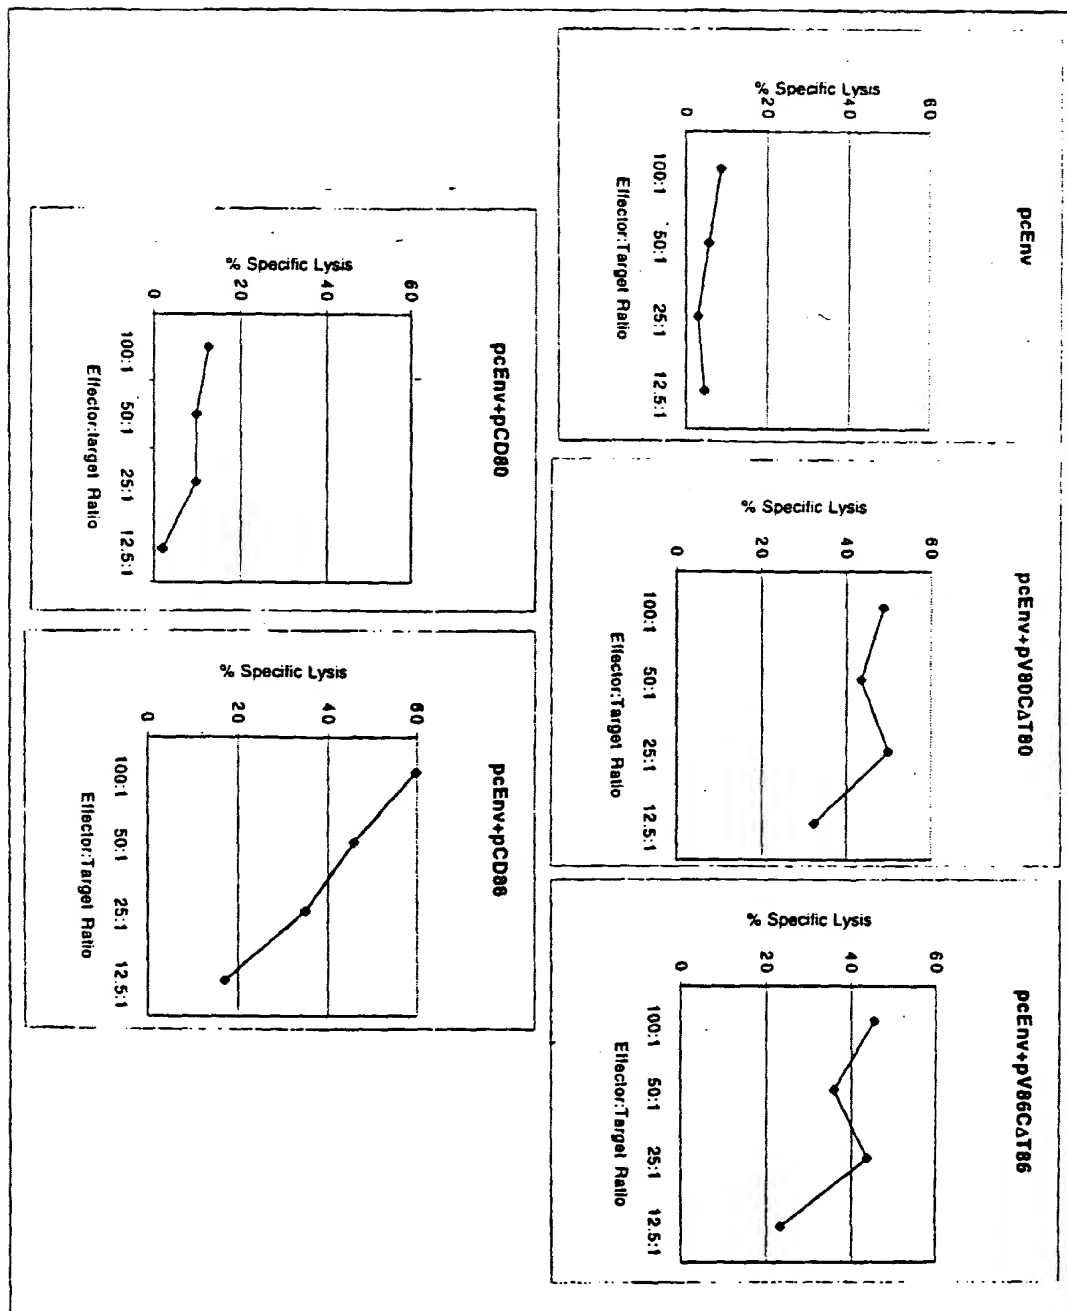 pcEnv
% Specific Lysis
60
40
20
0
100:1 50:1 25:1 12.5:1
Effector:Target Ratio
pcEnv+pV80CΔT80
% Specific Lysis
60
40
20
0
100:1 50:1 25:1 12.5:1
Effector:Target Ratio
pcEnv+pV86CΔT86
% Specific Lysis
60
40
20
0
100:1 50:1 25:1 12.5:1
Effector:Target Ratio
pcEnv+pCD80
% Specific Lysis
60
40
20
0
100:1 50:1 25:1 12.5:1
Effector:target Ratio
pcEnv+pCD86
% Specific Lysis
60
40
20
0
100:1 50:1 25:1 12.5:1
Effector:Target Ratio